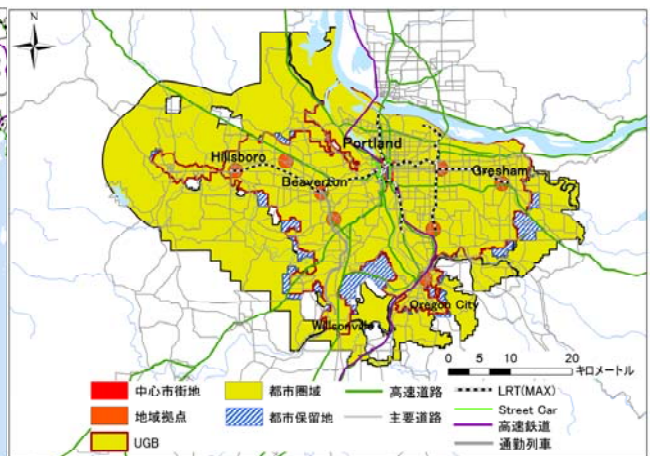 N
Portland
Hillsboro
Gresham
Beaverton
Oregon City
Wilsonville
0 5 10 20
キロメートル
中心市街地
都市圏域
高速道路
LRT(MAX)
地域拠点
都市保留地
主要道路
Street Car
高速鉄道
UGB
通勤列車